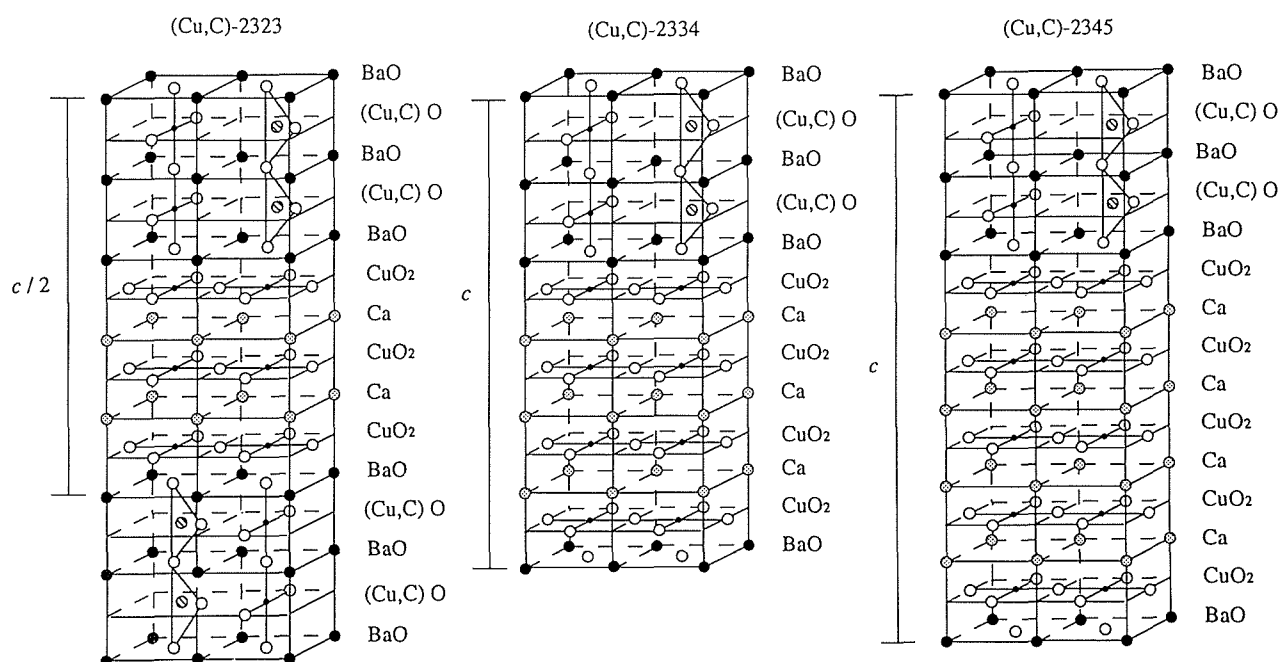 (Cu,C)-2323
BaO
(Cu,C) O
BaO
(Cu,C) O
BaO
CuO₂
Ca
CuO₂
Ca
CuO₂
BaO
(Cu,C) O
BaO
(Cu,C) O
BaO
c / 2
(Cu,C)-2334
BaO
(Cu,C) O
BaO
(Cu,C) O
BaO
CuO₂
Ca
CuO₂
Ca
CuO₂
Ca
CuO₂
BaO
c
(Cu,C)-2345
BaO
(Cu,C) O
BaO
(Cu,C) O
BaO
CuO₂
Ca
CuO₂
Ca
CuO₂
Ca
CuO₂
Ca
CuO₂
BaO
c